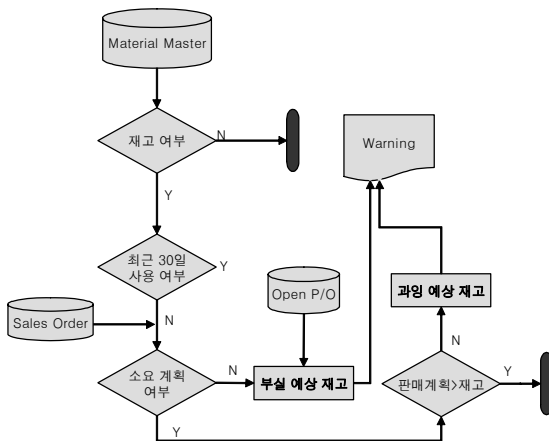 Material Master
재고 여부
N
Warning
Y
최근 30일
사용 여부
Y
Open P/O
과잉 예상 재고
Sales Order
N
N
소요 계획
여부
N
부실 예상 재고
판매계획>재고
Y
Y